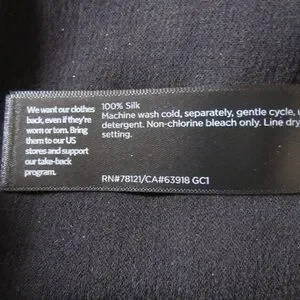 We want our clothes
back, even if they're
worn or torn. Bring
them to our US
stores and support
our take-back
program.
100% Silk
Machine wash cold, separately, gentle cycle,
detergent. Non-chlorine bleach only. Line dry
setting.
RN#78121/CA#63918 GC1